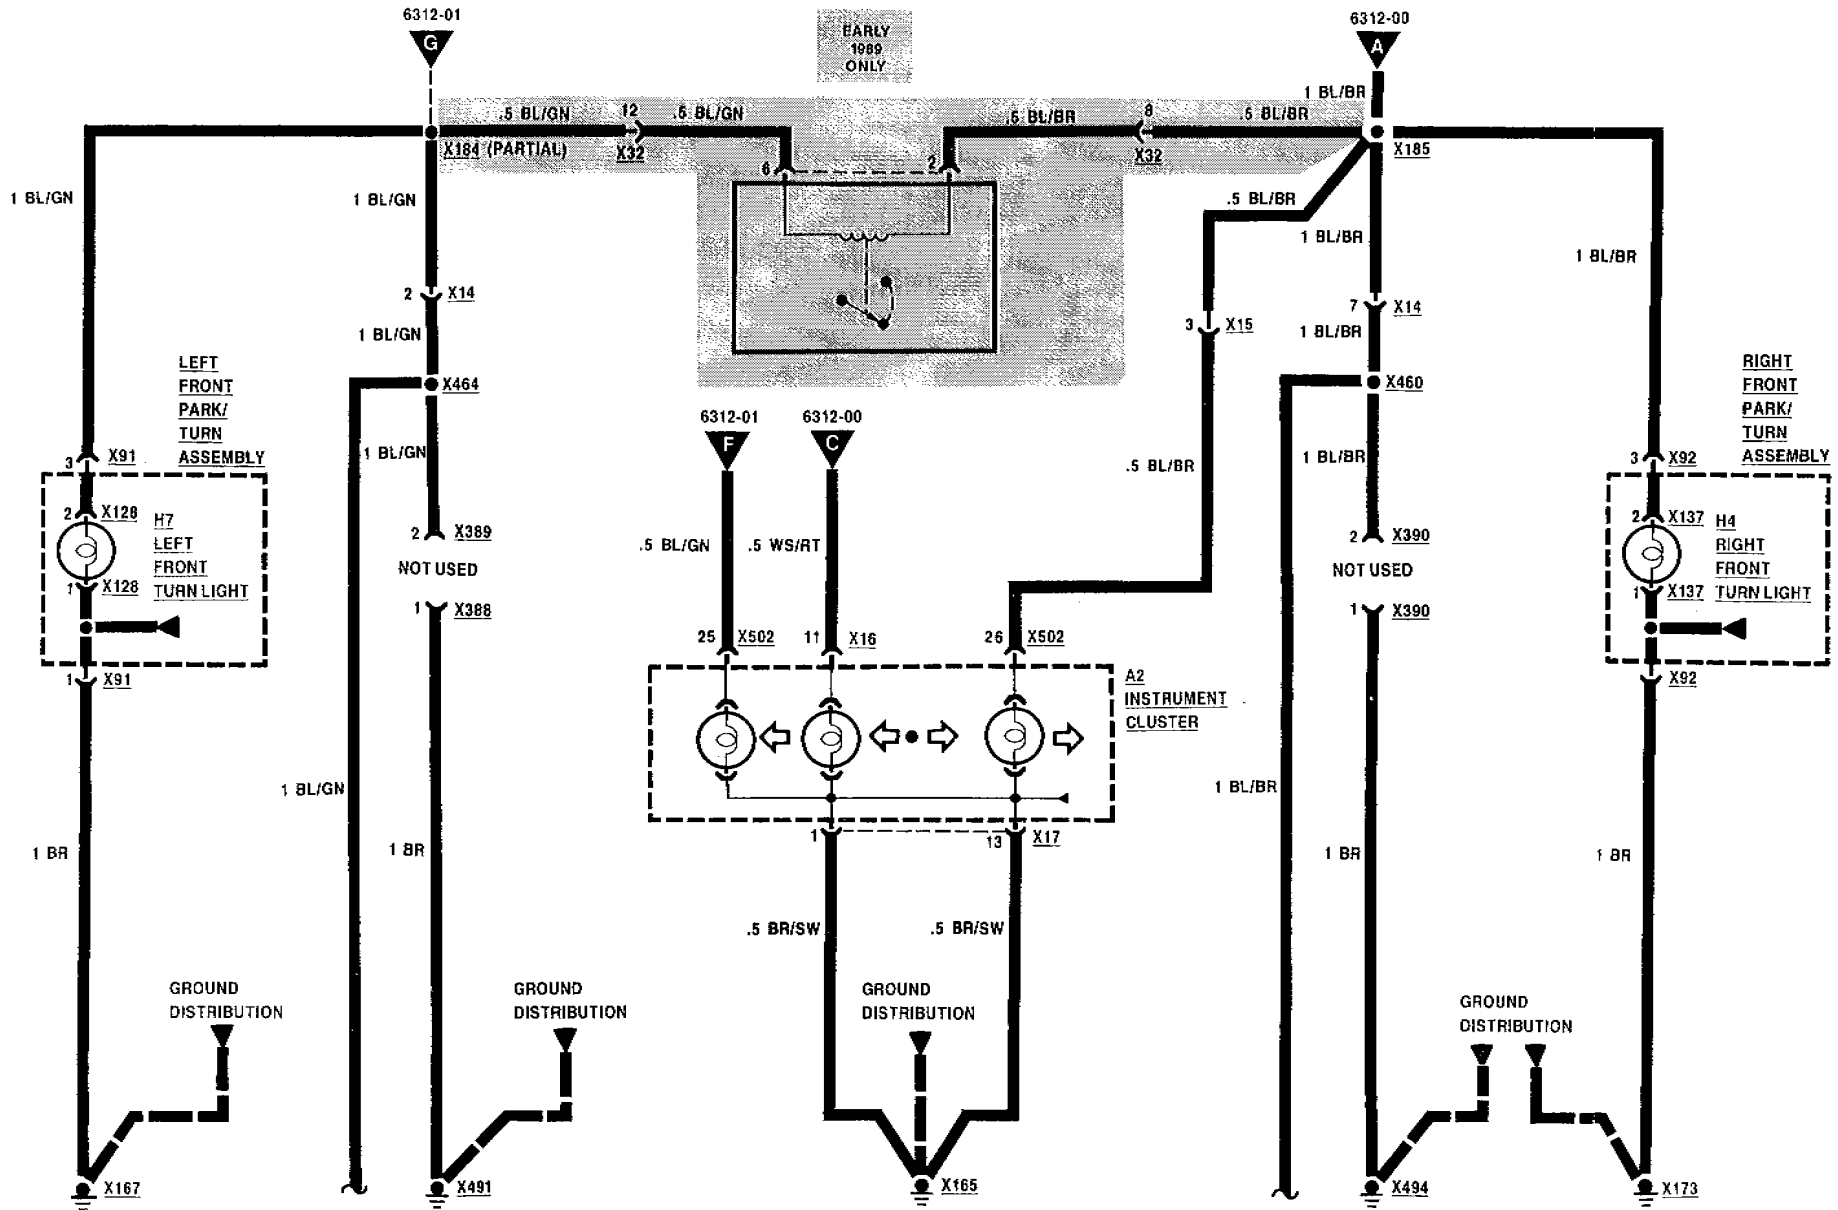 6312-01
G
EARLY
1989
ONLY
6312-00
A
1 BL/BR
.5 BL/GN
12
.5 BL/GN
.5 BL/BR
8
.5 BL/BR
X184 (PARTIAL)
X32
X32
X185
6
2
1 BL/GN
1 BL/GN
.5 BL/BR
1 BL/BR
1 BL/BR
2
X14
7
X14
3
X15
1 BL/GN
1 BL/BR
LEFT
FRONT
PARK/
TURN
ASSEMBLY
RIGHT
FRONT
PARK/
TURN
ASSEMBLY
X464
X460
6312-01
F
6312-00
C
1 BL/GN
1 BL/BR
.5 BL/BR
3
X91
3
X92
2
X128
H7
LEFT
FRONT
TURN LIGHT
1
X128
2
X389
NOT USED
1
X388
.5 BL/GN
.5 WS/RT
2
X390
NOT USED
1
X390
2
X137
H4
RIGHT
FRONT
TURN LIGHT
1
X137
25
X502
11
X16
26
X502
1
X91
X92
A2
INSTRUMENT
CLUSTER
1 BL/GN
1 BL/BR
1
13
X17
1 BR
1 BR
1 BR
1 BR
.5 BR/SW
.5 BR/SW
GROUND
DISTRIBUTION
GROUND
DISTRIBUTION
GROUND
DISTRIBUTION
GROUND
DISTRIBUTION
X167
X491
X165
X494
X173